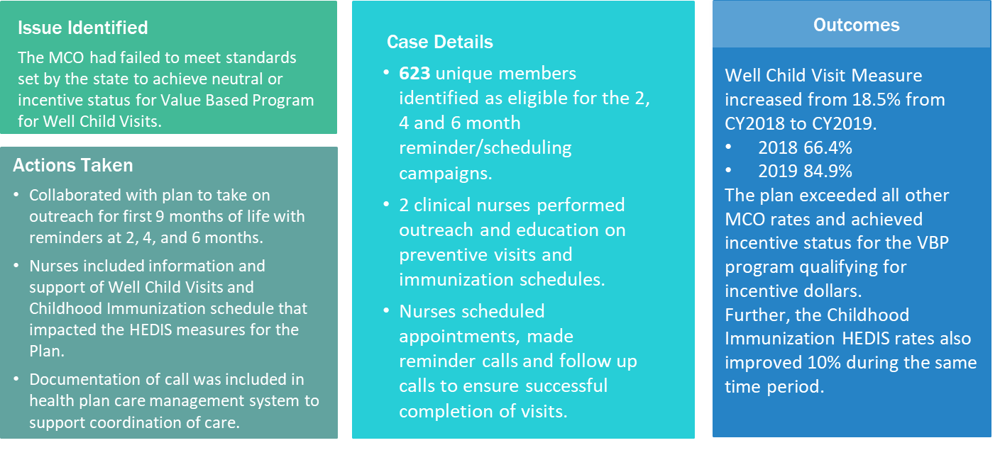 Issue Identified
The MCO had failed to meet standards
set by the state to achieve neutral or
incentive status for Value Based Program
for Well Child Visits.
Actions Taken
• Collaborated with plan to take on
outreach for first 9 months of life with
reminders at 2, 4, and 6 months.
• Nurses included information and
support of Well Child Visits and
Childhood Immunization schedule that
impacted the HEDIS measures for the
Plan.
• Documentation of call was included in
health plan care management system to
support coordination of care.
Case Details
• 623 unique members
identified as eligible for the 2,
4 and 6 month
reminder/scheduling
campaigns.
• 2 clinical nurses performed
outreach and education on
preventive visits and
immunization schedules.
• Nurses scheduled
appointments, made
reminder calls and follow up
calls to ensure successful
completion of visits.
Outcomes
Well Child Visit Measure
increased from 18.5% from
CY2018 to CY2019.
• 2018 66.4%
• 2019 84.9%
The plan exceeded all other
MCO rates and achieved
incentive status for the VBP
program qualifying for
incentive dollars.
Further, the Childhood
Immunization HEDIS rates also
improved 10% during the same
time period.